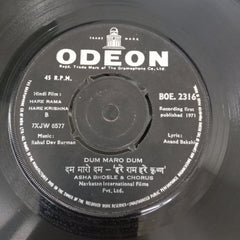 TRADE MARK
ODEON
Regd. Trade Mark of The Gramophone Co. Ltd.
45 R.P.M.
BOE. 2316
Hindi Film:
HARE RAMA
HARE KRISHNA
B
Recording first
published 1971
7XJW 6577
Music:
Rahul Dev Burman
Lyric:
Anand Bakshi
DUM MARO DUM
दम मारो दम - 'हरे राम हरे कृष्ण'
ASHA BHOSLE & CHORUS
Navketan International Films
Pvt. Ltd.